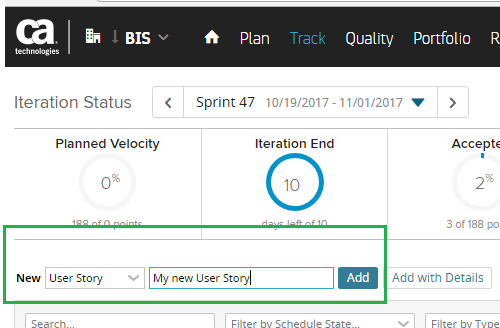 ca
technologies
BIS
Plan
Track
Quality
Portfolio
R
Iteration Status
Sprint 47 10/19/2017 - 11/01/2017
Planned Velocity
Iteration End
Accepte
0%
10
2%
188 of 0 points
days left of 10
3 of 188 po
New User Story My new User Story Add Add with Details
Search...
Filter by Schedule State...
Filter by Type